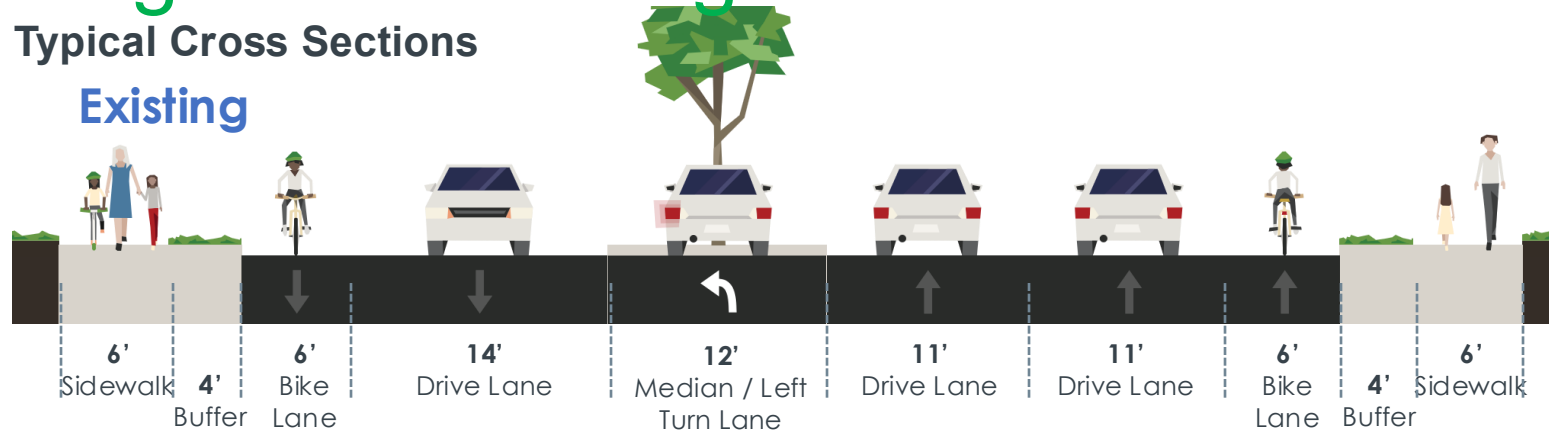 Typical Cross Sections
Existing
6’
Sidewalk
4’
Buffer
6’
Bike
Lane
14’
Drive Lane
12’
Median / Left
Turn Lane
11’
Drive Lane
11’
Drive Lane
6’
Bike
Lane
4’
Buffer
6’
Sidewalk